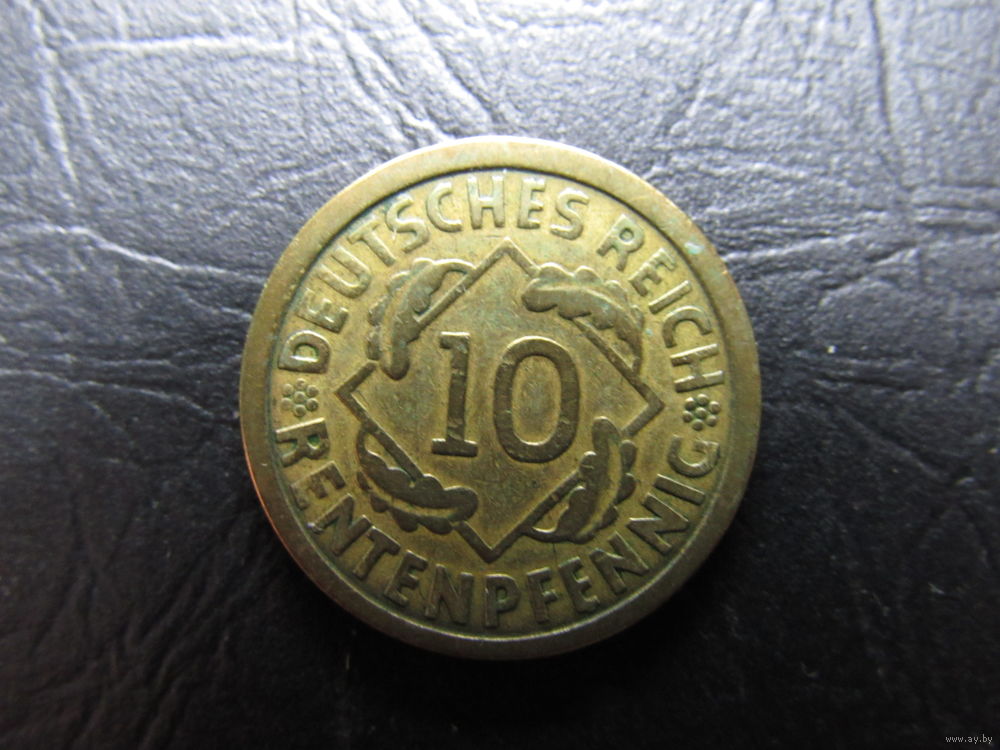 DEUTSCHES REICH
10
RENTENPFENNIG
www.ay.by